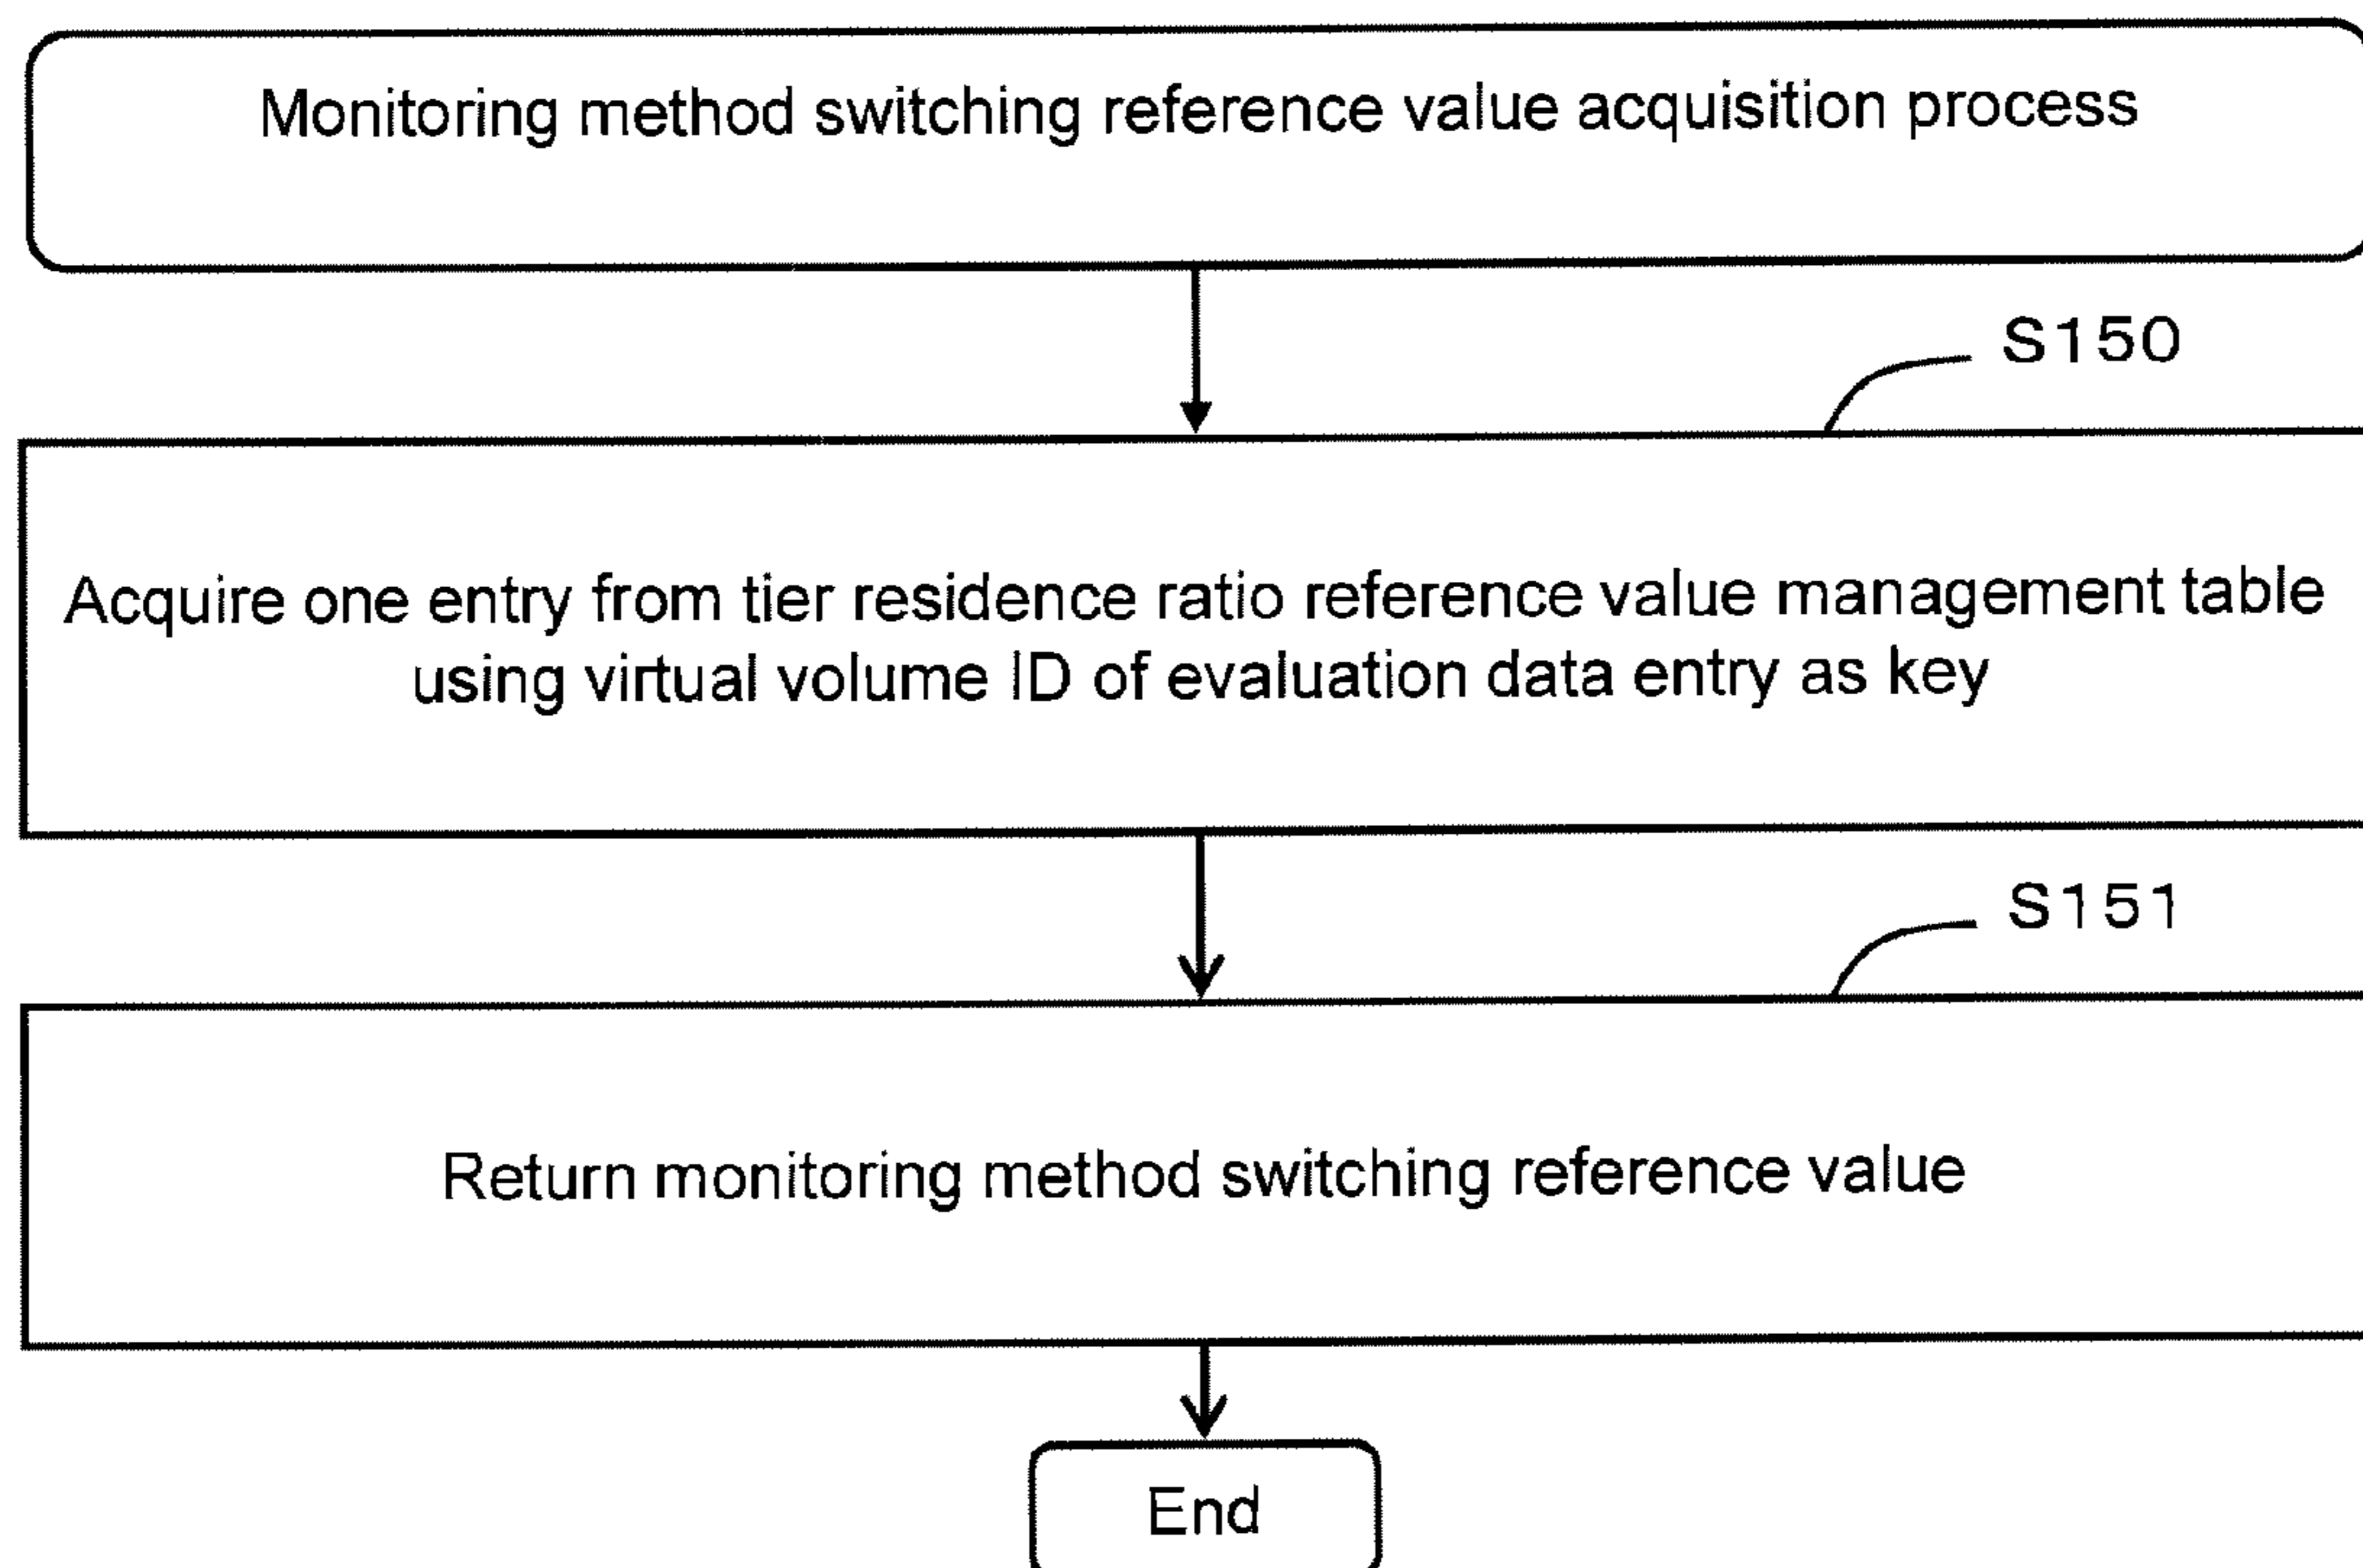 Monitoring method switching reference value acquisition process
S150
Acquire one entry from tier residence ratio reference value management table
using virtual volume ID of evaluation data entry as key
S151
Return monitoring method switching reference value
End